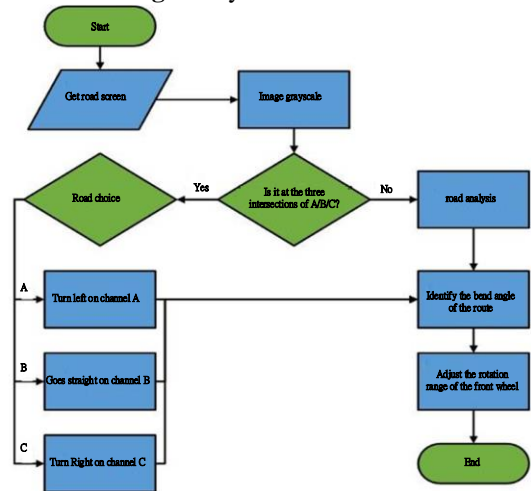 Start
Get road screen
Image grayscale
Is it at the three
intersections of A/B/C?
Yes
No
Road choice
road analysis
A
Turn left on channel A
Identify the bend angle
of the route
B
Goes straight on channel B
Adjust the rotation
range of the front wheel
C
Turn Right on channel C
End